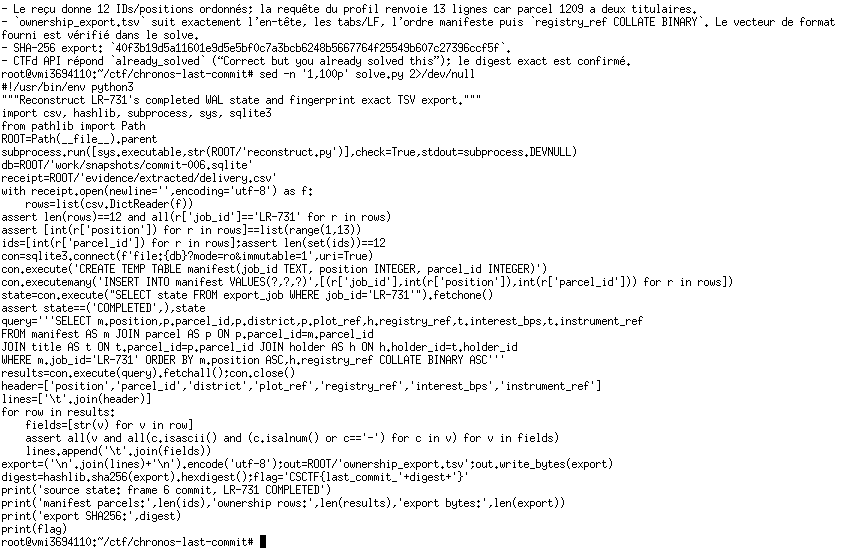 - Le reçu donne 12 IDs/positions ordonnés; la requête du profil renvoie 13 lignes car parcel 1209 a deux titulaires.
- `ownership_export.tsv` suit exactement l'en-tête, les tabs/LF, l'ordre manifeste puis `registry_ref COLLATE BINARY`. Le vecteur de format
fourni est vérifié dans le solve.
- SHA-256 export: `40f3b19d5a11601e9d5e5bf0c7a3bcb6248b5667764f25549b607c27396ccf5f`.
- CTFd API répond `already_solved` (“Correct but you already solved this”); le digest exact est confirmé.
root@vmi3694110:~/ctf/chronos-last-commit# sed -n '1,100p' solve.py 2>/dev/null
#!/usr/bin/env python3
"""Reconstruct LR-731's completed WAL state and fingerprint exact TSV export."""
import csv, hashlib, subprocess, sys, sqlite3
from pathlib import Path
ROOT=Path(__file__).parent
subprocess.run([sys.executable,str(ROOT/'reconstruct.py')],check=True,stdout=subprocess.DEVNULL)
db=ROOT/'work/snapshots/commit-006.sqlite'
receipt=ROOT/'evidence/extracted/delivery.csv'
with receipt.open(newline='',encoding='utf-8') as f:
    rows=list(csv.DictReader(f))
assert len(rows)==12 and all(r['job_id']=='LR-731' for r in rows)
assert [int(r['position']) for r in rows]==list(range(1,13))
ids=[int(r['parcel_id']) for r in rows];assert len(set(ids))==12
con=sqlite3.connect(f'file:{db}?mode=ro&immutable=1',uri=True)
con.execute('CREATE TEMP TABLE manifest(job_id TEXT, position INTEGER, parcel_id INTEGER)')
con.executemany('INSERT INTO manifest VALUES(?,?,?)',[(r['job_id'],int(r['position']),int(r['parcel_id'])) for r in rows])
state=con.execute("SELECT state FROM export_job WHERE job_id='LR-731'").fetchone()
assert state==('COMPLETED',),state
query='''SELECT m.position,p.parcel_id,p.district,p.plot_ref,h.registry_ref,t.interest_bps,t.instrument_ref
FROM manifest AS m JOIN parcel AS p ON p.parcel_id=m.parcel_id
JOIN title AS t ON t.parcel_id=p.parcel_id JOIN holder AS h ON h.holder_id=t.holder_id
WHERE m.job_id='LR-731' ORDER BY m.position ASC,h.registry_ref COLLATE BINARY ASC'''
results=con.execute(query).fetchall();con.close()
header=['position','parcel_id','district','plot_ref','registry_ref','interest_bps','instrument_ref']
lines=['\t'.join(header)]
for row in results:
    fields=[str(v) for v in row]
    assert all(v and all(c.isascii() and (c.isalnum() or c=='-') for c in v) for v in fields)
    lines.append('\t'.join(fields))
export=('\n'.join(lines)+'\n').encode('utf-8');out=ROOT/'ownership_export.tsv';out.write_bytes(export)
digest=hashlib.sha256(export).hexdigest();flag='CSCTF{last_commit_'+digest+'}'
print('source state: frame 6 commit, LR-731 COMPLETED')
print('manifest parcels:',len(ids),'ownership rows:',len(results),'export bytes:',len(export))
print('export SHA256:',digest)
print(flag)
root@vmi3694110:~/ctf/chronos-last-commit#